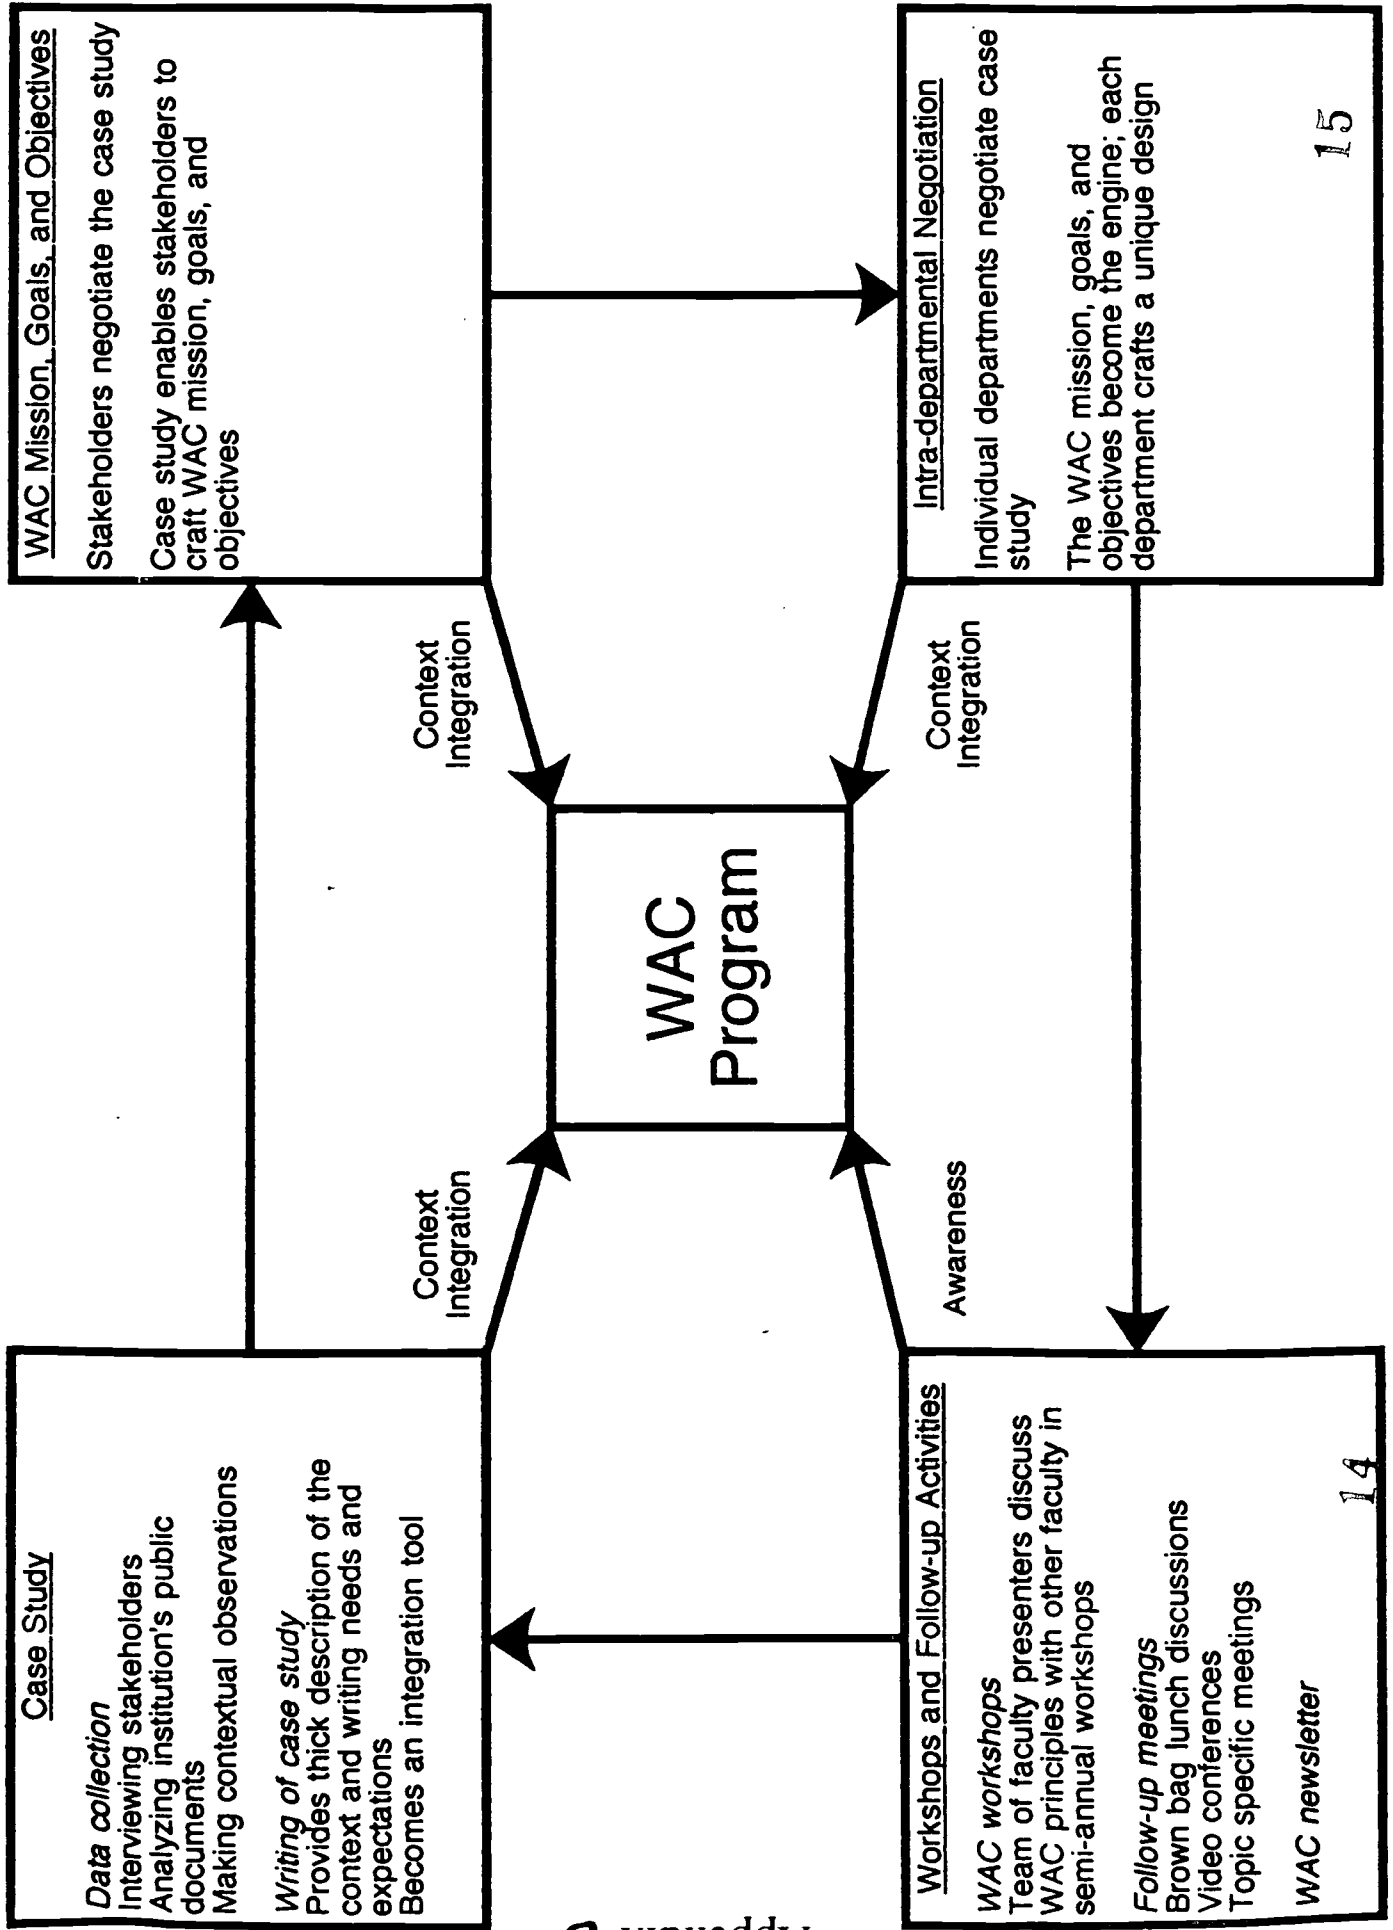 Case Study
Data collection
Interviewing stakeholders
Analyzing institution's public
documents
Making contextual observations
Writing of case study
Provides thick description of the
context and writing needs and
expectations
Becomes an integration tool
WAC Mission, Goals, and Objectives
Stakeholders negotiate the case study
Case study enables stakeholders to
craft WAC mission, goals, and
objectives
Context
Integration
Context
Integration
WAC
Program
Awareness
Context
Integration
Workshops and Follow-up Activities
WAC workshops
Team of faculty presenters discuss
WAC principles with other faculty in
semi-annual workshops
Follow-up meetings
Brown bag lunch discussions
Video conferences
Topic specific meetings
WAC newsletter
14
Intra-departmental Negotiation
Individual departments negotiate case
study
The WAC mission, goals, and
objectives become the engine; each
department crafts a unique design
15